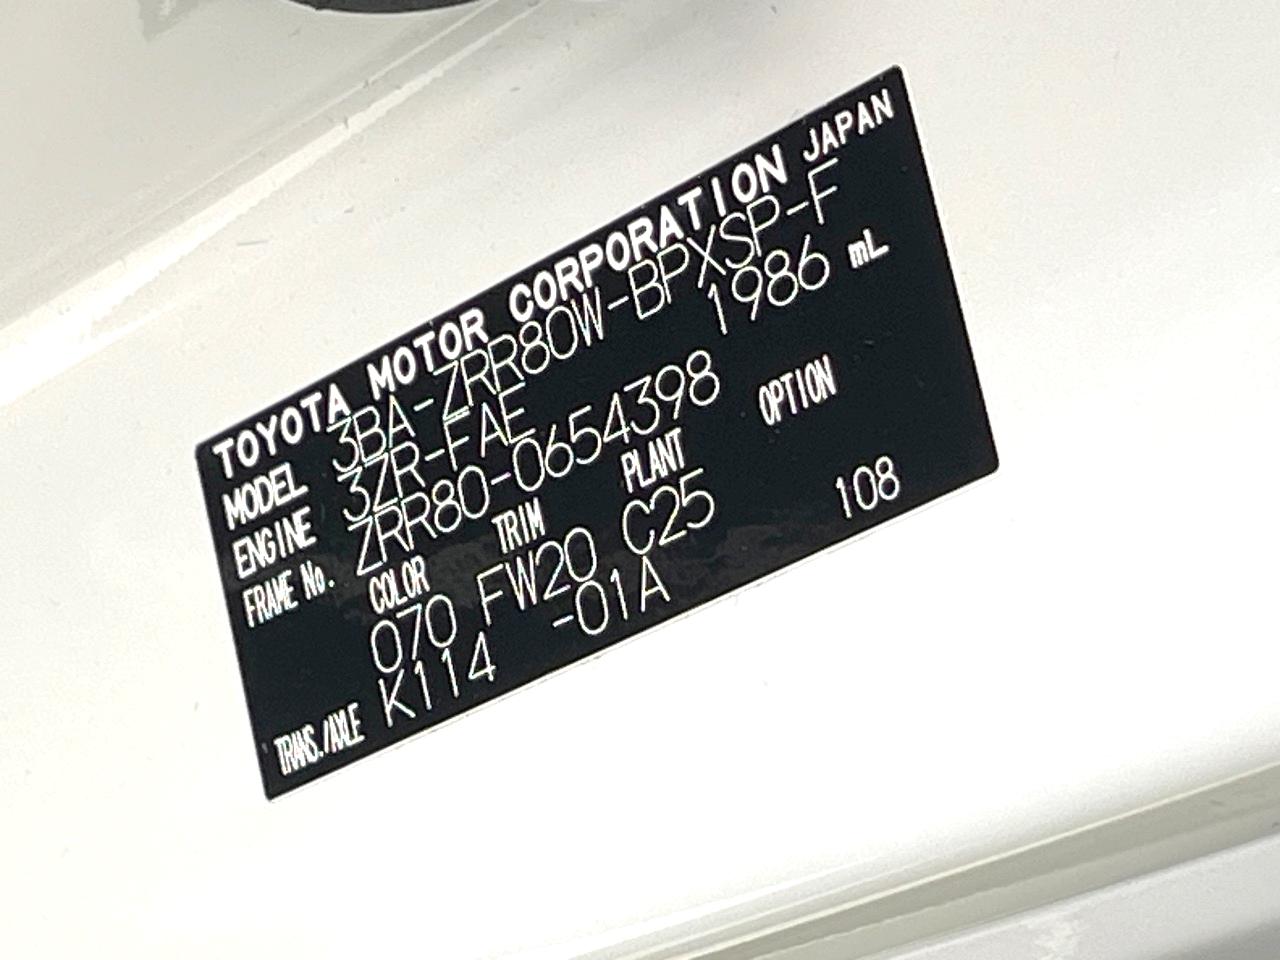 TOYOTA MOTOR CORPORATION JAPAN
MODEL 3BA-ZRR80W-BPXSP-F
ENGINE 3ZR-FAE 1986 mL
FRAME No. ZRR80-0654398
COLOR TRIM PLANT OPTION
070 FW20 C25 108
TRANS./AXLE K114 -01A